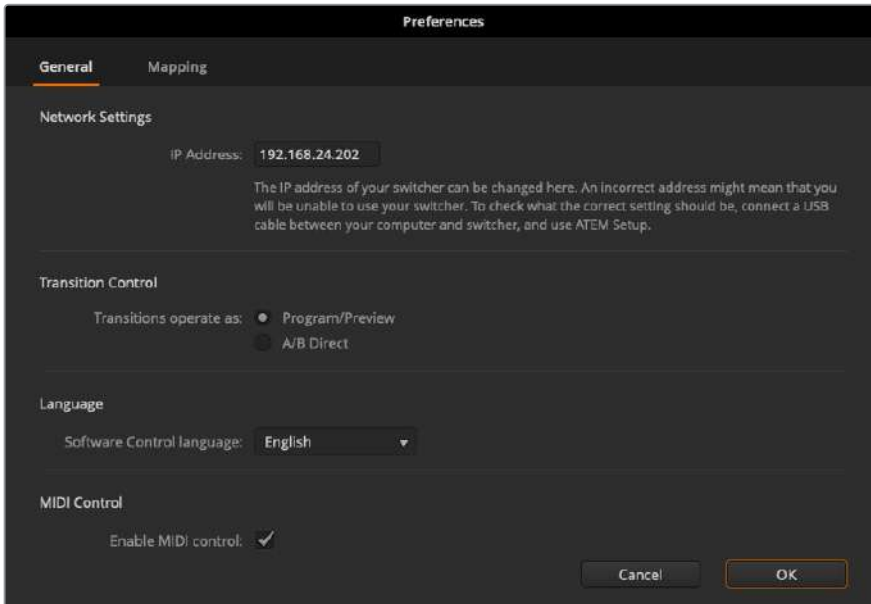 Preferences
General Mapping
Network Settings
IP Address: 192.168.24.202
The IP address of your switcher can be changed here. An incorrect address might mean that you
will be unable to use your switcher. To check what the correct setting should be, connect a USB
cable between your computer and switcher, and use ATEM Setup.
Transition Control
Transitions operate as: Program/Preview
A/B Direct
Language
Software Control language: English
MIDI Control
Enable MIDI control:
Cancel OK